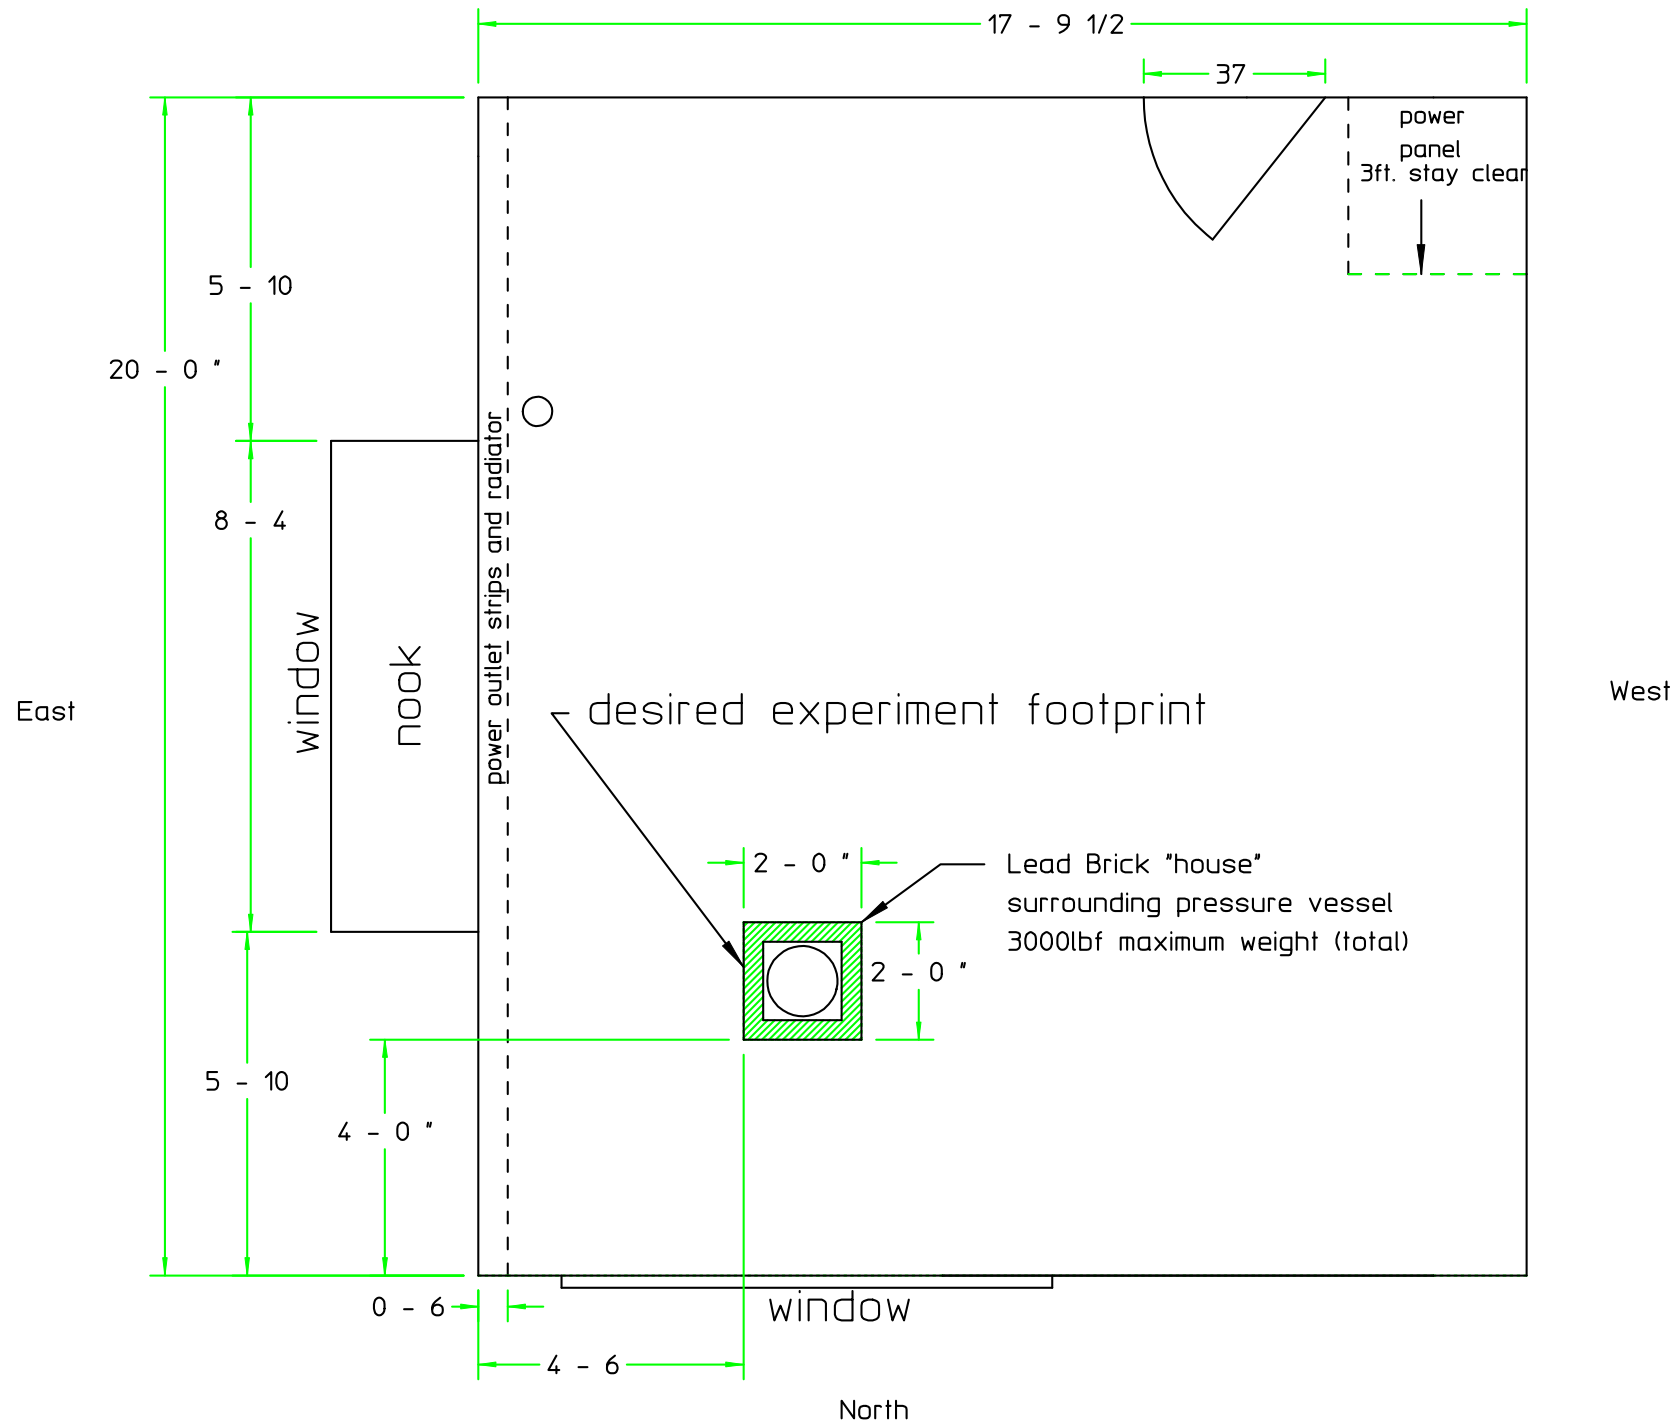 17 - 9 1/2
37
power
panel
3ft. stay clear
5 - 10
20 - 0 "
8 - 4
power outlet strips and radiator
window
nook
East
West
desired experiment footprint
2 - 0 "
Lead Brick "house"
surrounding pressure vessel
3000lbf maximum weight (total)
2 - 0 "
5 - 10
4 - 0 "
0 - 6
window
4 - 6
North